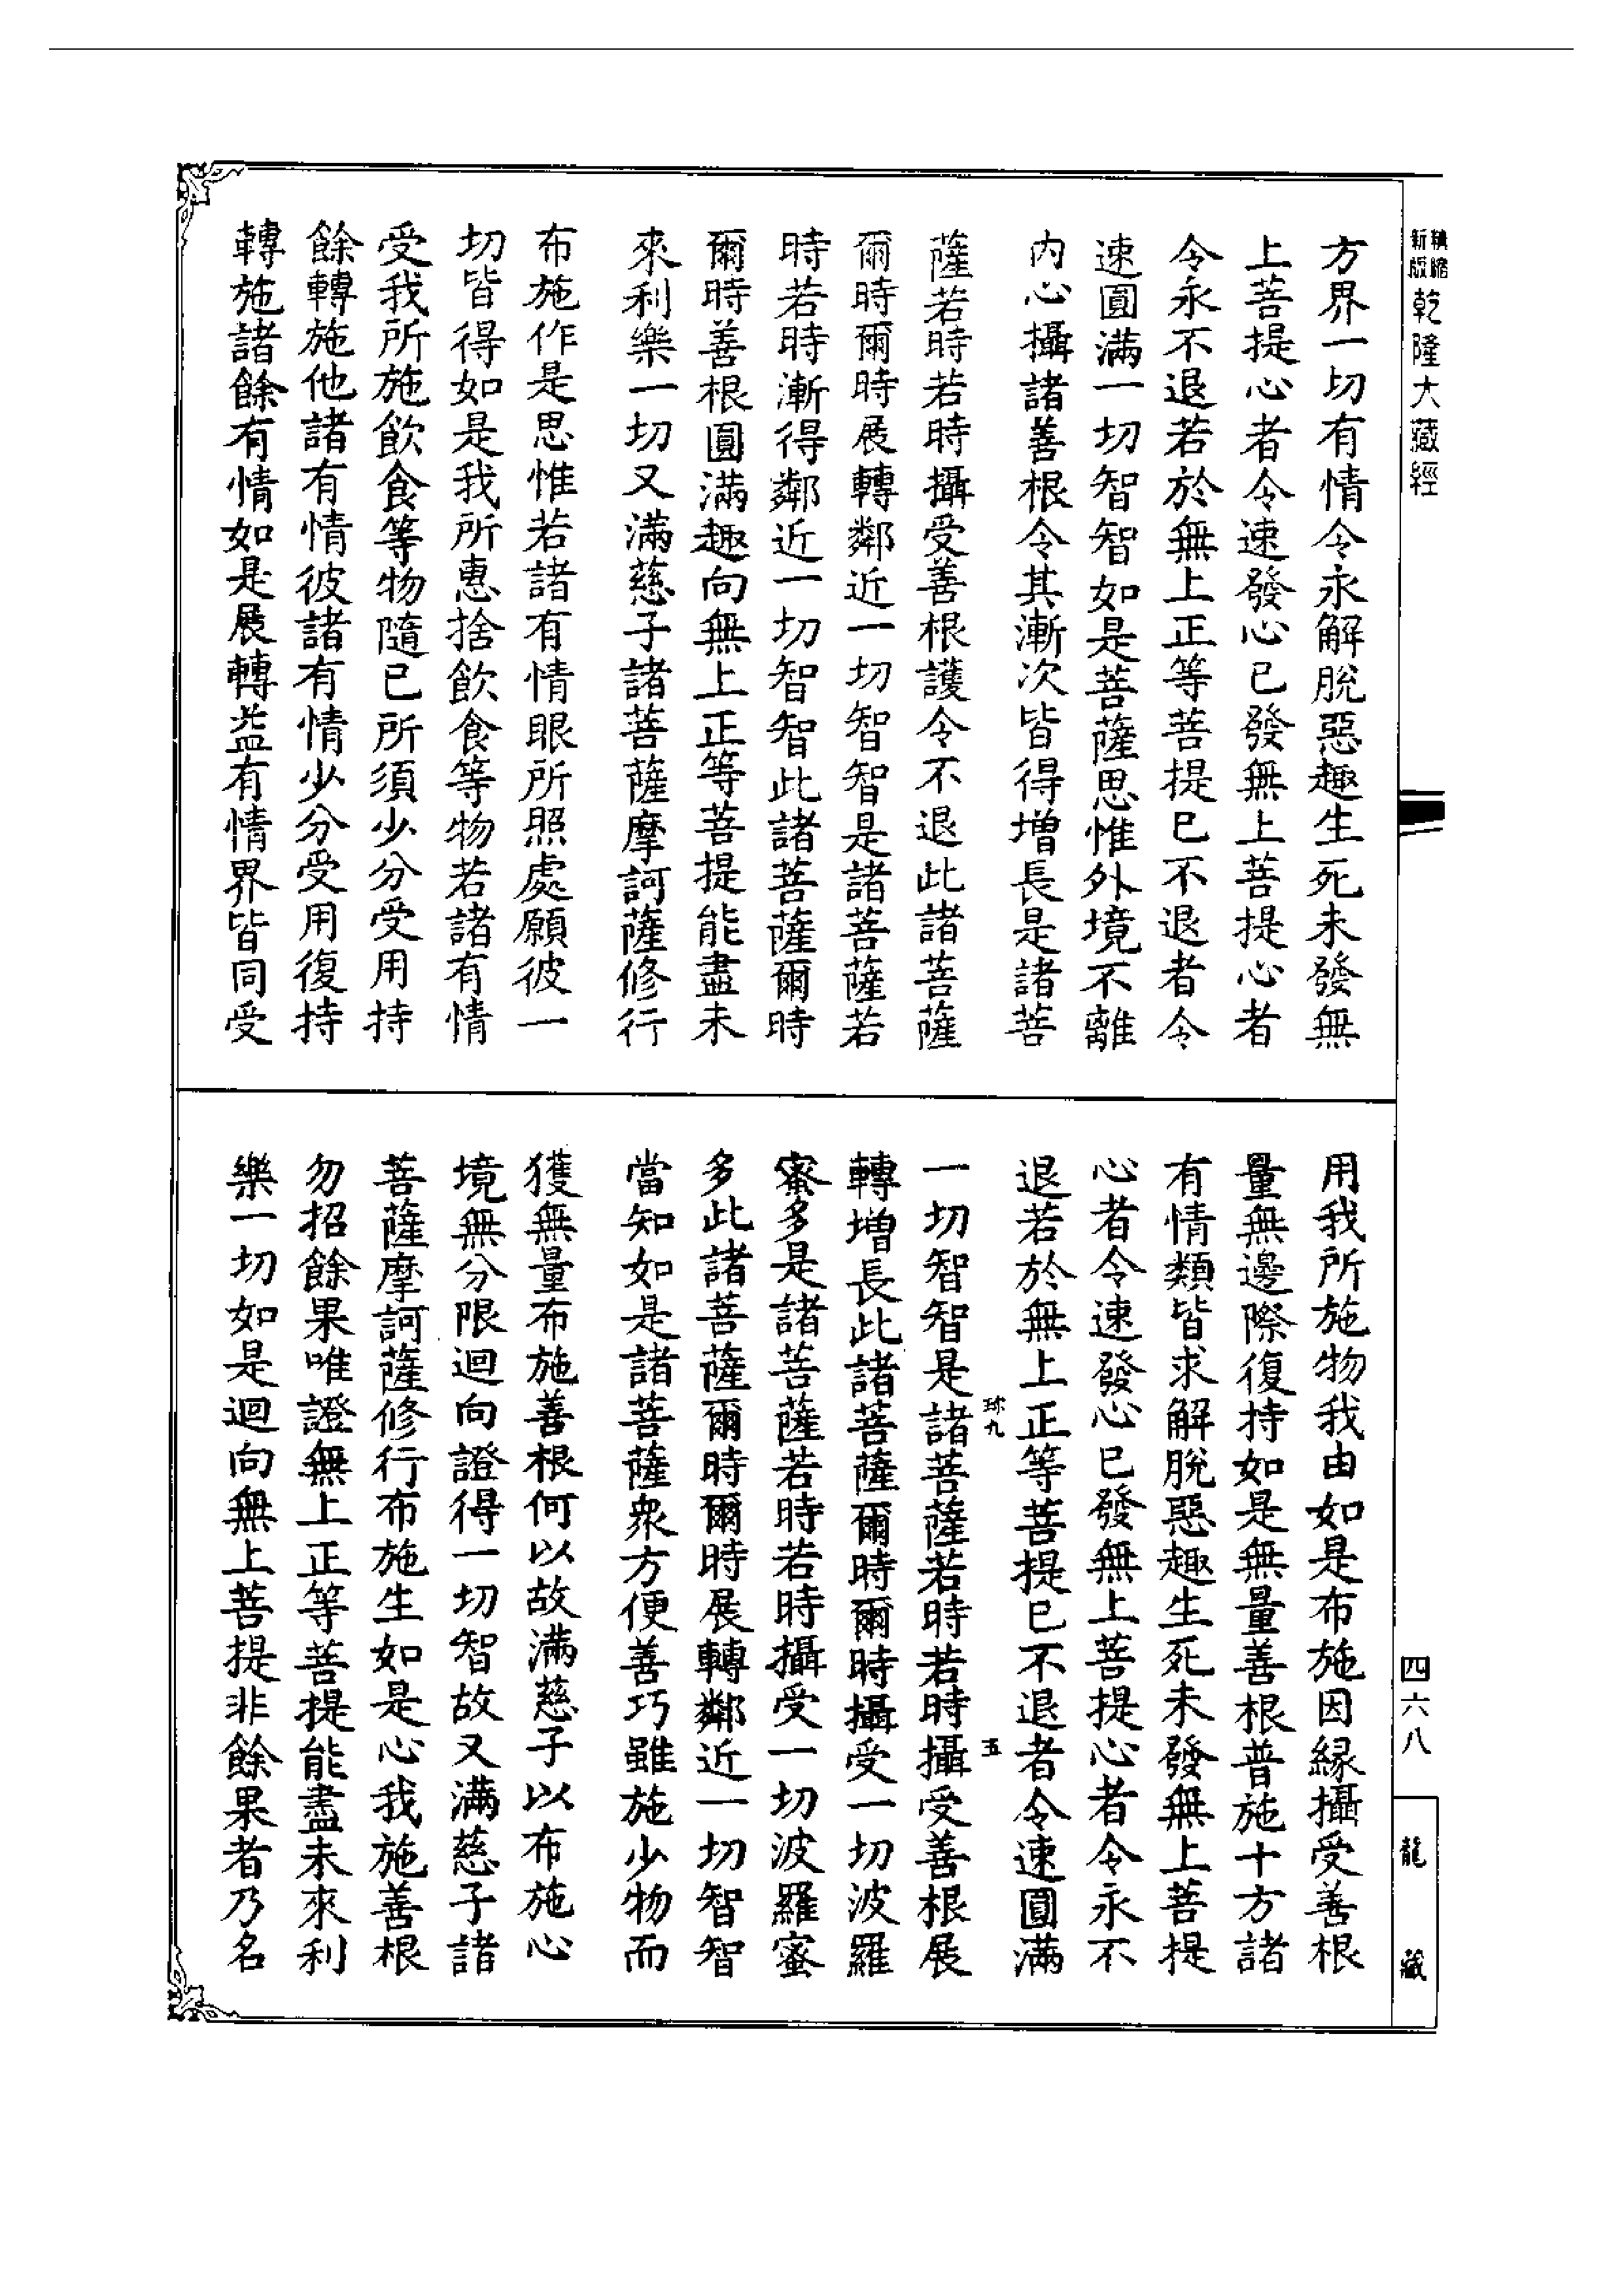 新版縮
乾隆大藏經
方界一切有情令永解脫惡趣生死未發無
上菩提心者令速發心已發無上菩提心者
令永不退若於無上正等菩提已不退者令
速圓滿一切智智如是菩薩思惟外境不離
內心攝諸善根令其漸次皆得增長是諸菩
薩若時若時攝受善根護令不退此諸菩薩
爾時爾時展轉鄰近一切智智是諸菩薩若
時若時漸得鄰近一切智智此諸菩薩爾時
爾時善根圓滿趣向無上正等菩提能盡未
來利樂一切又滿慈子諸菩薩摩訶薩修行
布施作是思惟若諸有情眼所照處願彼一
切皆得如是我所惠捨飲食等物若諸有情
受我所施飲食等物隨已所須少分受用持
餘轉施他諸有情彼諸有情少分受用復持
轉施諸餘有情如是展轉益有情界皆同受
用我所施物我由如是布施因緣攝受善根
量無邊際復持如是無量善根普施十方諸
有情類皆求解脫惡趣生死未發無上菩提
心者令速發心已發無上菩提心者令永不
退若於無上正等菩提已不退者令速圓滿
一切智智是諸菩薩若時若時攝受善根展
轉增長此諸菩薩爾時爾時攝受一切波羅
蜜多是諸菩薩若時若時攝受一切波羅蜜
多此諸菩薩爾時爾時展轉鄰近一切智智
當知如是諸菩薩眾方便善巧雖施少物而
獲無量布施善根何以故滿慈子以布施心
境無分限迴向證得一切智故又滿慈子諸
菩薩摩訶薩修行布施生如是心我施善根
勿招餘果唯證無上正等菩提能盡未來利
樂一切如是迴向無上菩提非餘果者乃名
珎九
五
四六八
龍藏